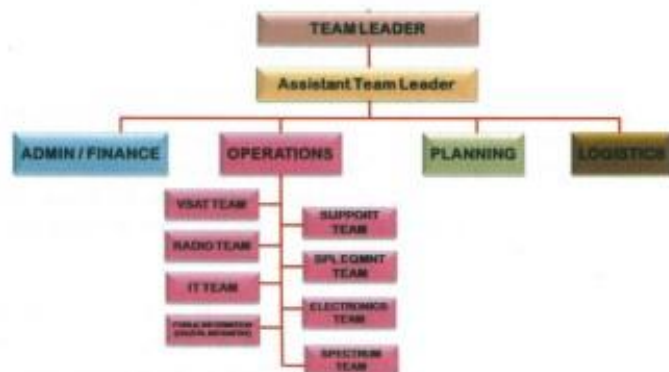 TEAM LEADER
Assistant Team Leader
ADMIN / FINANCE
OPERATIONS
PLANNING
LOGISTICS
VSAT TEAM
SUPPORT
TEAM
RADIO TEAM
SPL EQMNT
TEAM
IT TEAM
ELECTRONICS
TEAM
SPECTRUM
TEAM